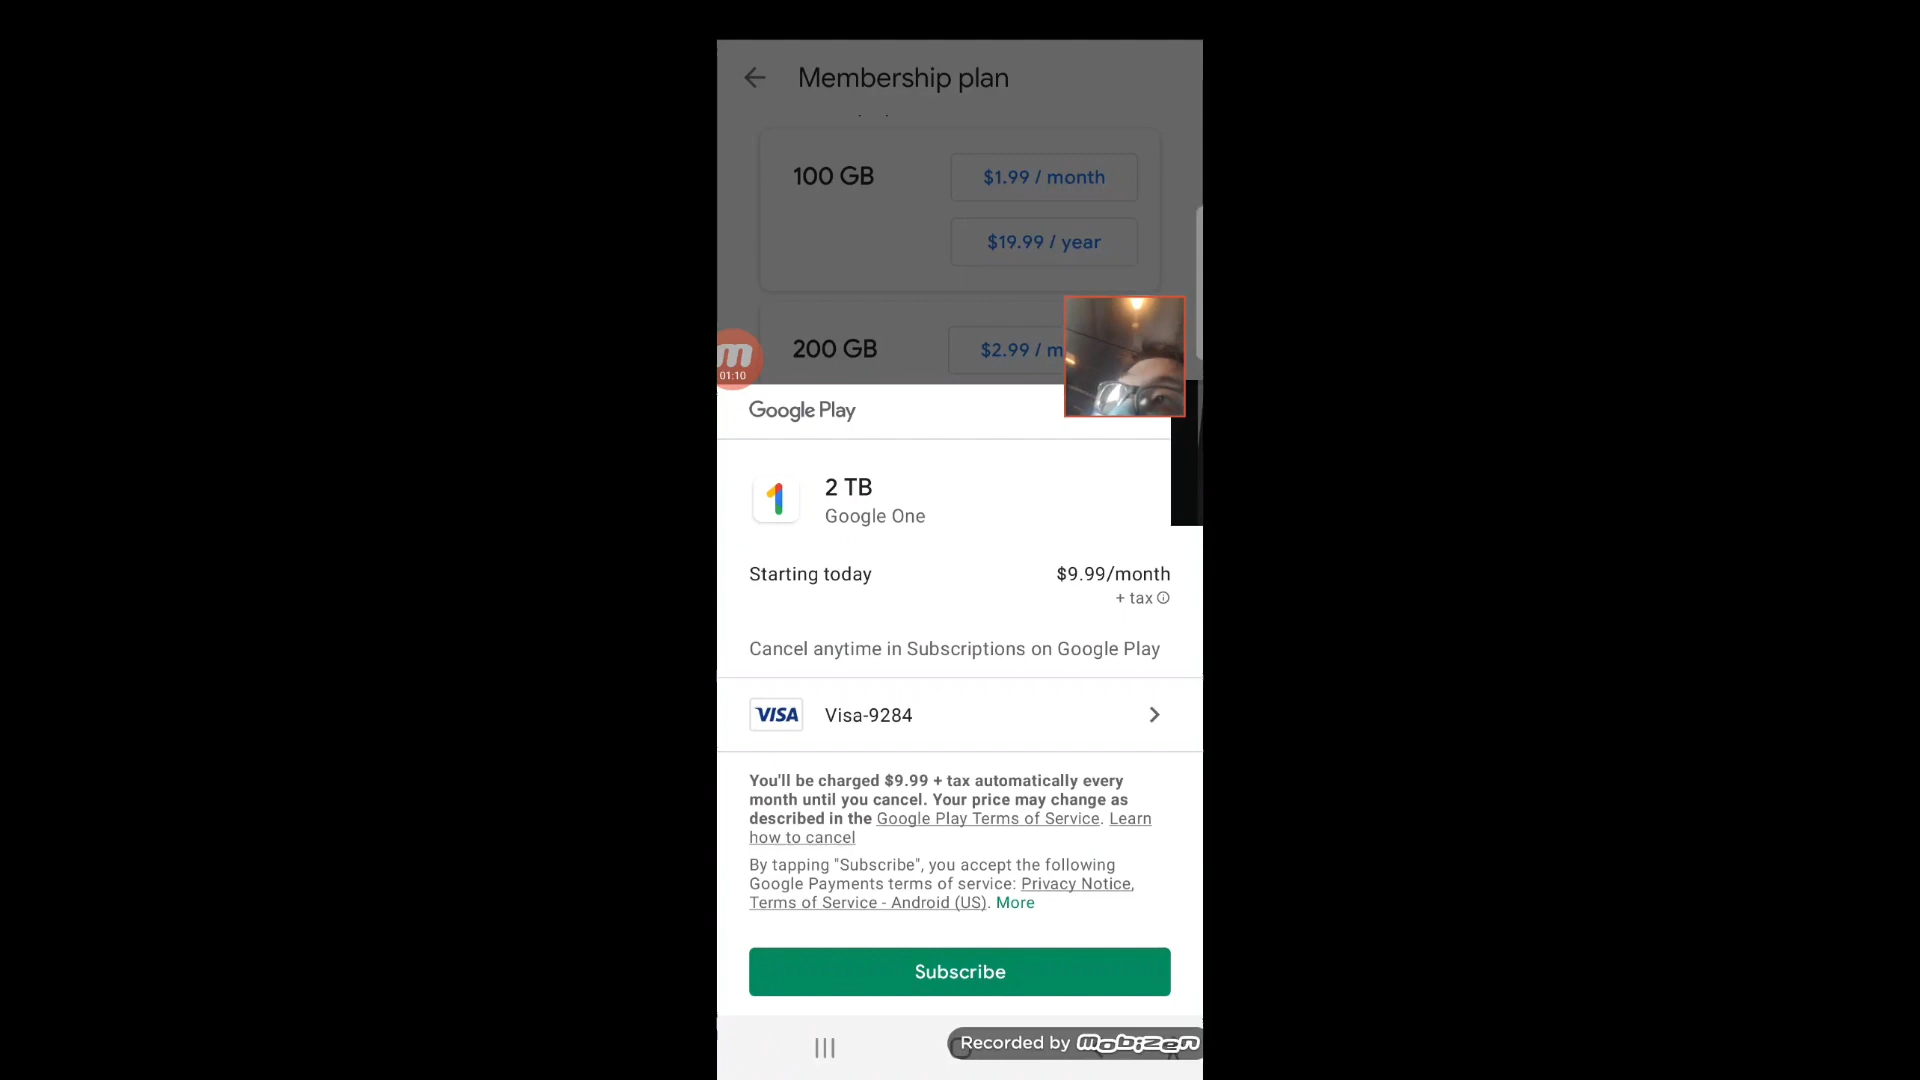 Membership plan
100 GB
$1.99 / month
$19.99 / year
200 GB
$2.99 / m
01:10
Google Play
2 TB
Google One
Starting today
$9.99/month
+ tax
Cancel anytime in Subscriptions on Google Play
VISA
Visa-9284
You'll be charged $9.99 + tax automatically every
month until you cancel. Your price may change as
described in the Google Play Terms of Service. Learn
how to cancel
By tapping "Subscribe", you accept the following
Google Payments terms of service: Privacy Notice,
Terms of Service - Android (US). More
Subscribe
Recorded by mobizen